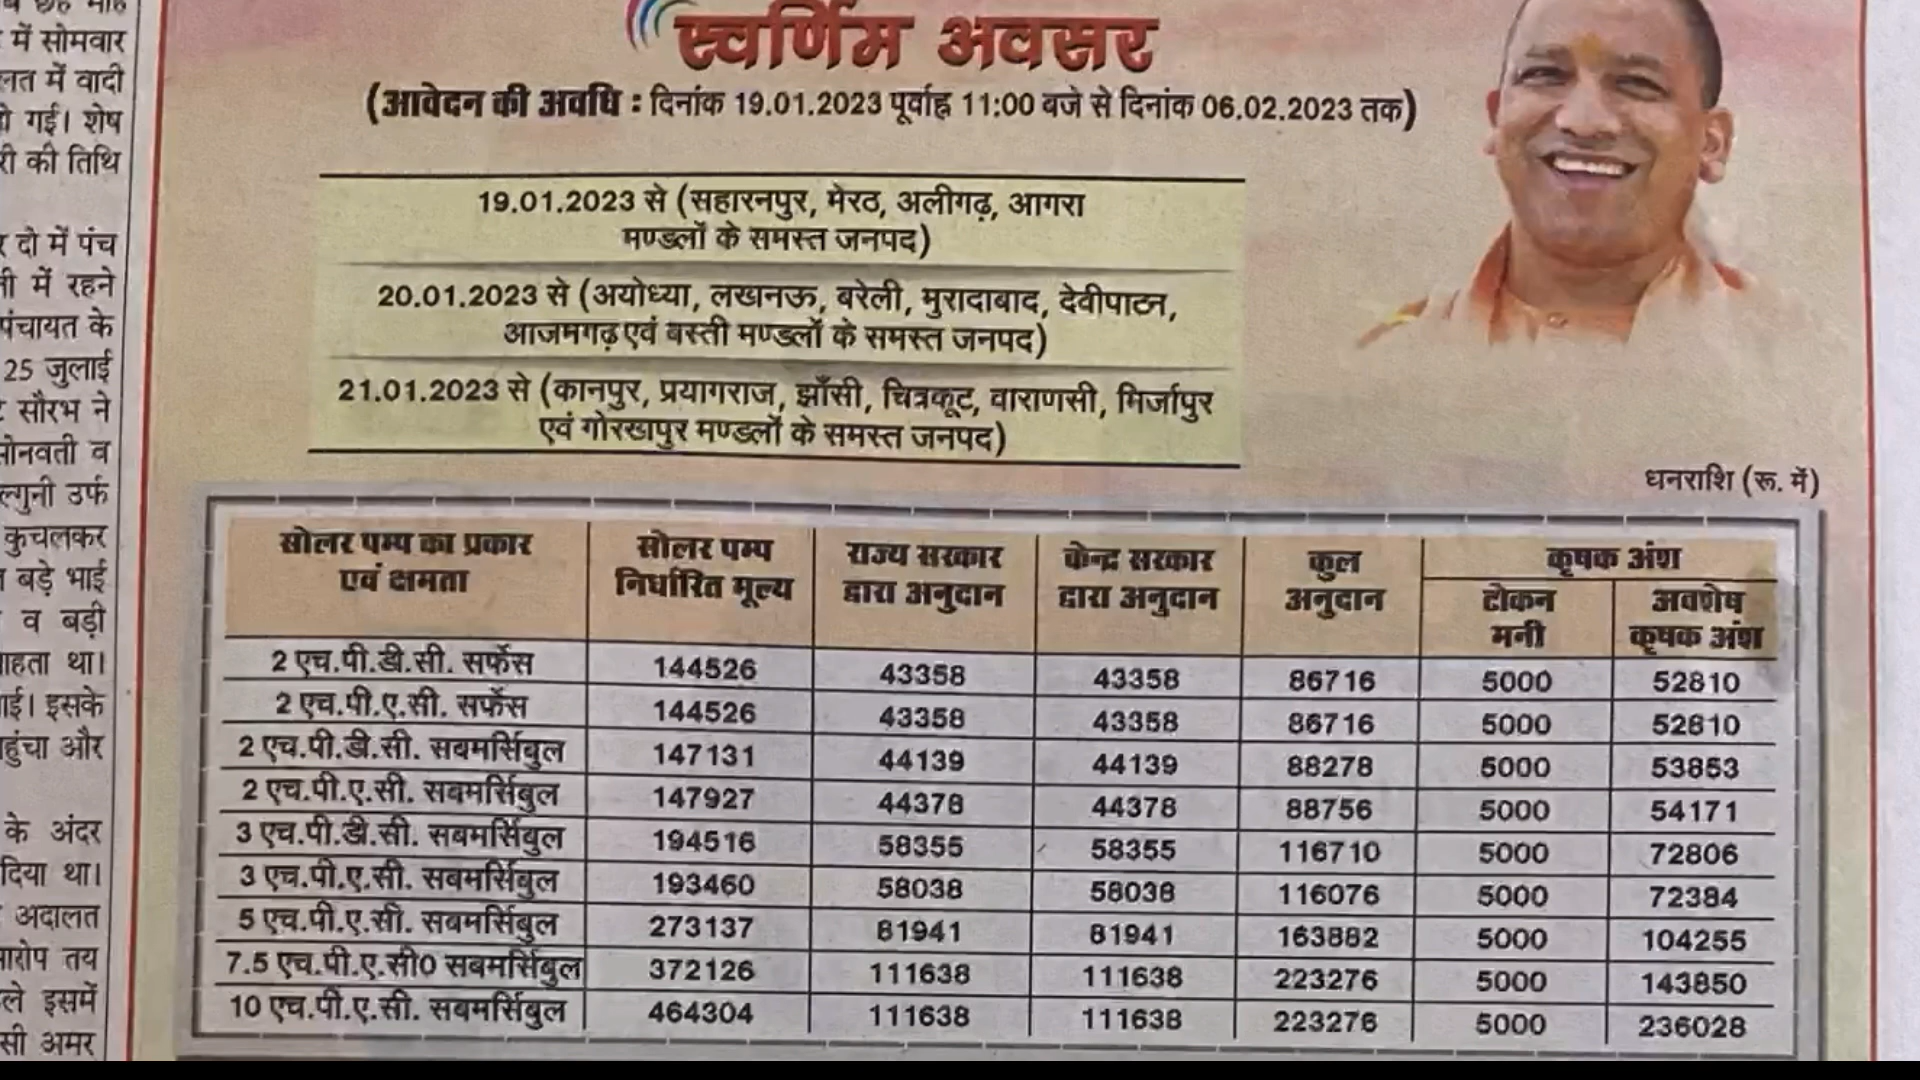 में सोमवार
लत में वादी
गई। शेष
री की तिथि
दो में पंच
में रहने
पंचायत के
25 जुलाई
सौरभ ने
सोनवती व
ल्गुनी उर्फ
कुचलकर
बड़े भाई
व बड़ी
ाहता था।
ाई। इसके
हुंचा और
के अंदर
दिया था।
अदालत
आरोप तय
ले इसमें
सी अमर
स्वर्णिम अवसर
(आवेदन की अवधि : दिनांक 19.01.2023 पूर्वाह्न 11:00 बजे से दिनांक 06.02.2023 तक)
19.01.2023 से (सहारनपुर, मेरठ, अलीगढ़, आगरा
मण्डलों के समस्त जनपद)
20.01.2023 से (अयोध्या, लखनऊ, बरेली, मुरादाबाद, देवीपाटन,
आजमगढ़ एवं बस्ती मण्डलों के समस्त जनपद)
21.01.2023 से (कानपुर, प्रयागराज, झाँसी, चित्रकूट, वाराणसी, मिर्जापुर
एवं गोरखपुर मण्डलों के समस्त जनपद)
धनराशि (रू. में)
सोलर पम्प का प्रकार एवं क्षमता सोलर पम्प निर्धारित मूल्य राज्य सरकार द्वारा अनुदान केन्द्र सरकार द्वारा अनुदान कुल अनुदान कृषक अंश
टोकन मनी अवशेष कृषक अंश
2 एच.पी.डी.सी. सर्फेस 144526 43358 43358 86716 5000 52810
2 एच.पी.ए.सी. सर्फेस 144526 43358 43358 86716 5000 52810
2 एच.पी.डी.सी. सबमर्सिबुल 147131 44139 44139 88278 5000 53853
2 एच.पी.ए.सी. सबमर्सिबुल 147927 44378 44378 88756 5000 54171
3 एच.पी.डी.सी. सबमर्सिबुल 194516 58355 58355 116710 5000 72806
3 एच.पी.ए.सी. सबमर्सिबुल 193460 58038 58038 116076 5000 72384
5 एच.पी.ए.सी. सबमर्सिबुल 273137 81941 81941 163882 5000 104255
7.5 एच.पी.ए.सी0 सबमर्सिबुल 372126 111638 111638 223276 5000 143850
10 एच.पी.ए.सी. सबमर्सिबुल 464304 111638 111638 223276 5000 236028